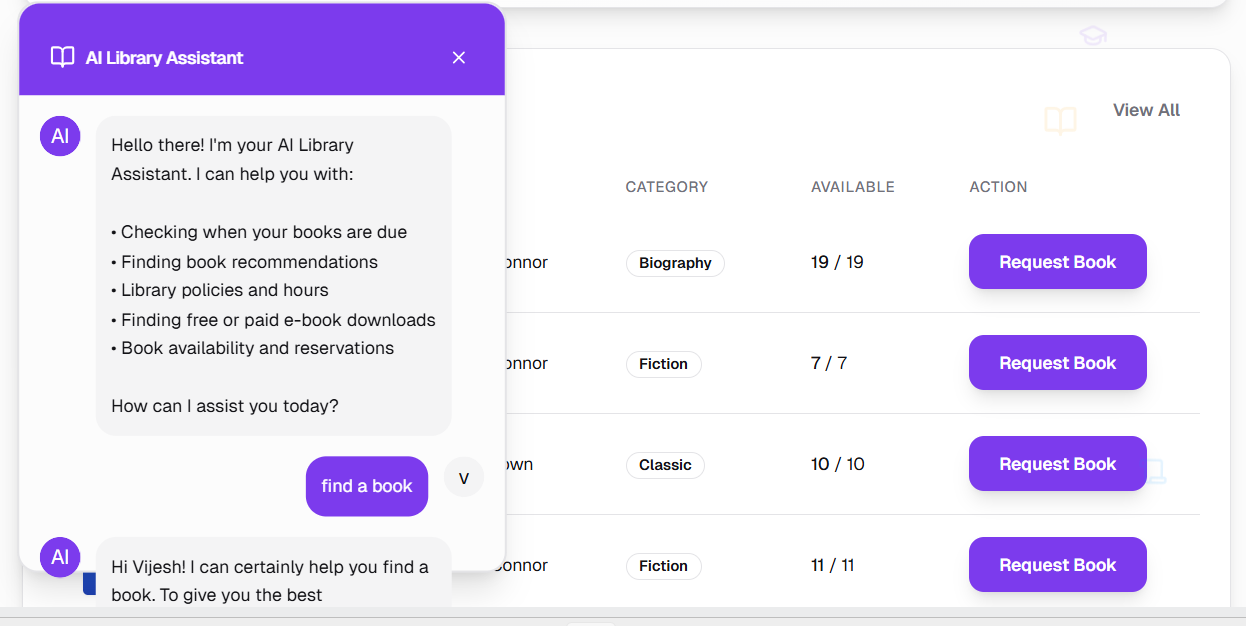 AI Library Assistant
AI
Hello there! I'm your AI Library
Assistant. I can help you with:
• Checking when your books are due
• Finding book recommendations
• Library policies and hours
• Finding free or paid e-book downloads
• Book availability and reservations
How can I assist you today?
find a book
V
AI
Hi Vijesh! I can certainly help you find a
book. To give you the best
View All
CATEGORY AVAILABLE ACTION
onnor Biography 19 / 19 Request Book
onnor Fiction 7 / 7 Request Book
own Classic 10 / 10 Request Book
onnor Fiction 11 / 11 Request Book